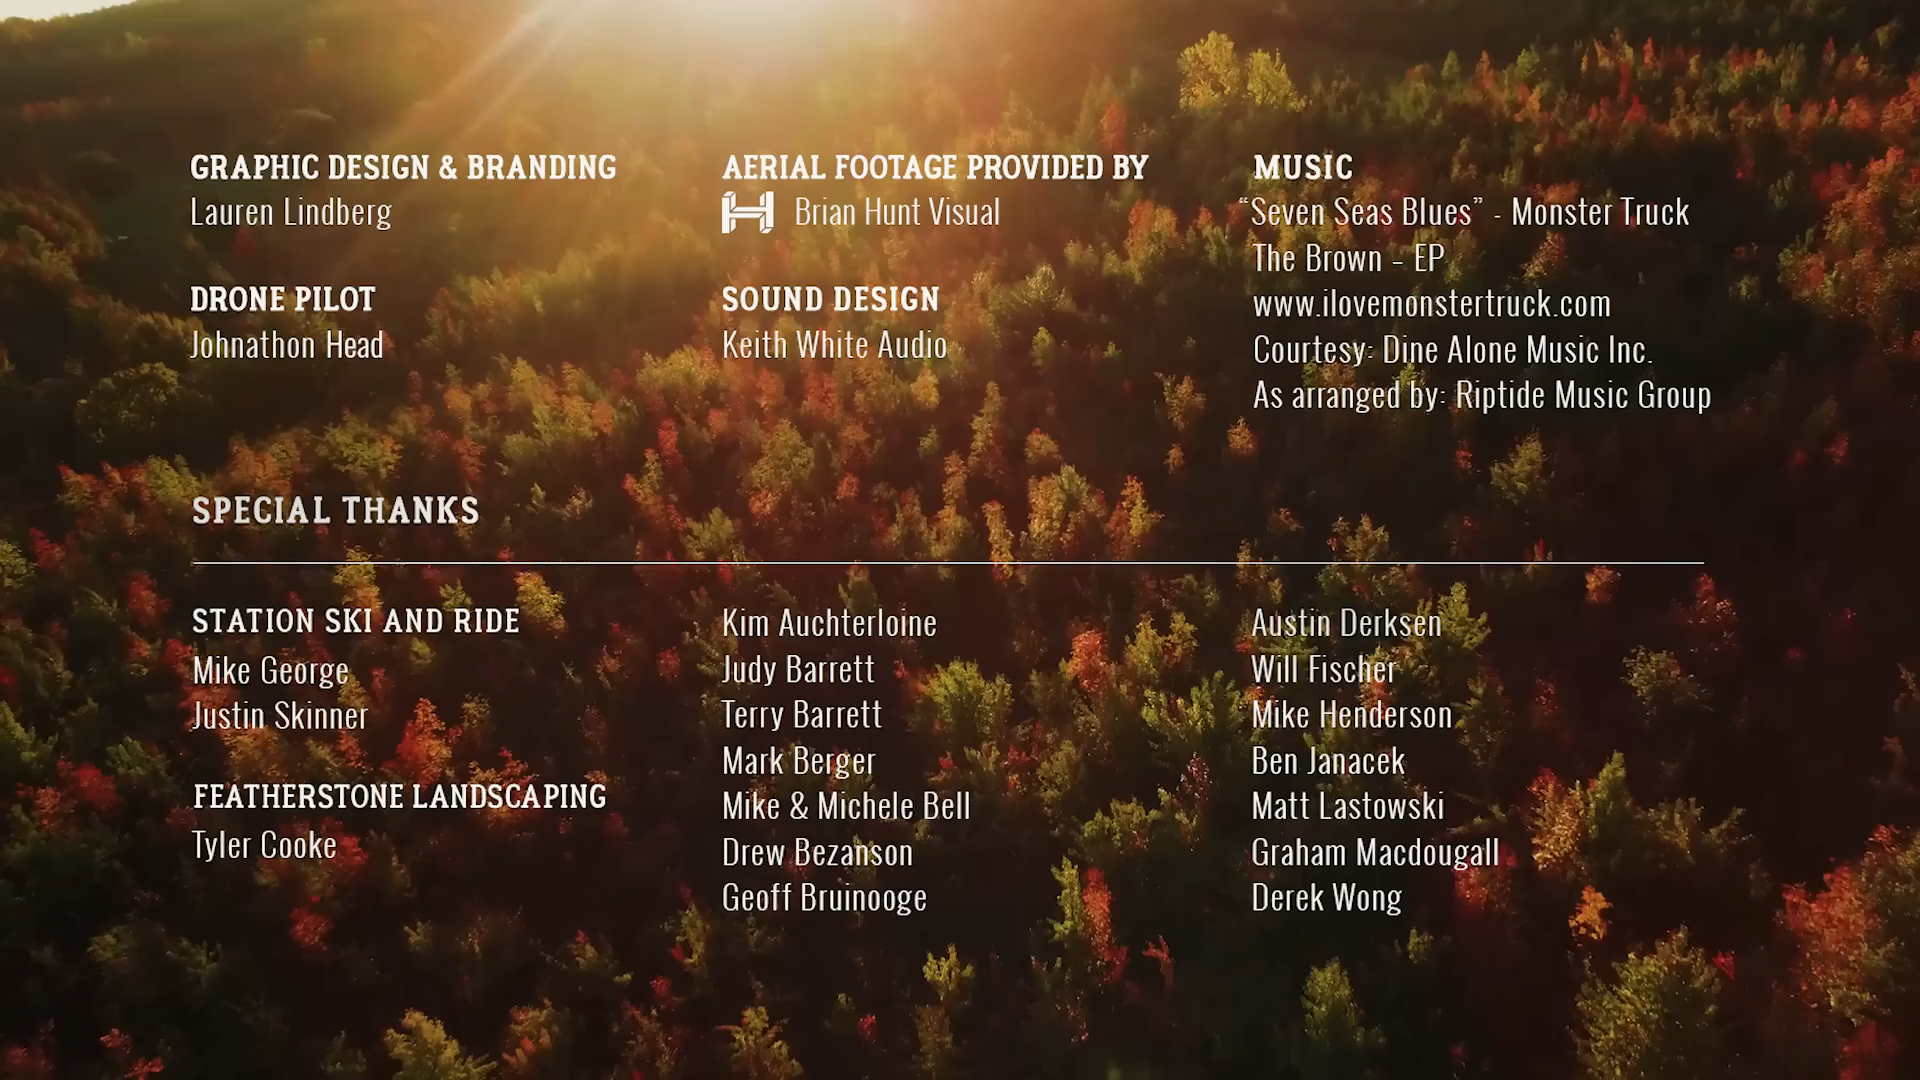 GRAPHIC DESIGN & BRANDING
Lauren Lindberg
DRONE PILOT
Johnathon Head
AERIAL FOOTAGE PROVIDED BY
H Brian Hunt Visual
SOUND DESIGN
Keith White Audio
MUSIC
“Seven Seas Blues” - Monster Truck
The Brown - EP
www.ilovemonstertruck.com
Courtesy: Dine Alone Music Inc.
As arranged by: Riptide Music Group
SPECIAL THANKS
STATION SKI AND RIDE
Mike George
Justin Skinner
FEATHERSTONE LANDSCAPING
Tyler Cooke
Kim Auchterloine
Judy Barrett
Terry Barrett
Mark Berger
Mike & Michele Bell
Drew Bezanson
Geoff Bruinooge
Austin Derksen
Will Fischer
Mike Henderson
Ben Janacek
Matt Lastowski
Graham Macdougall
Derek Wong